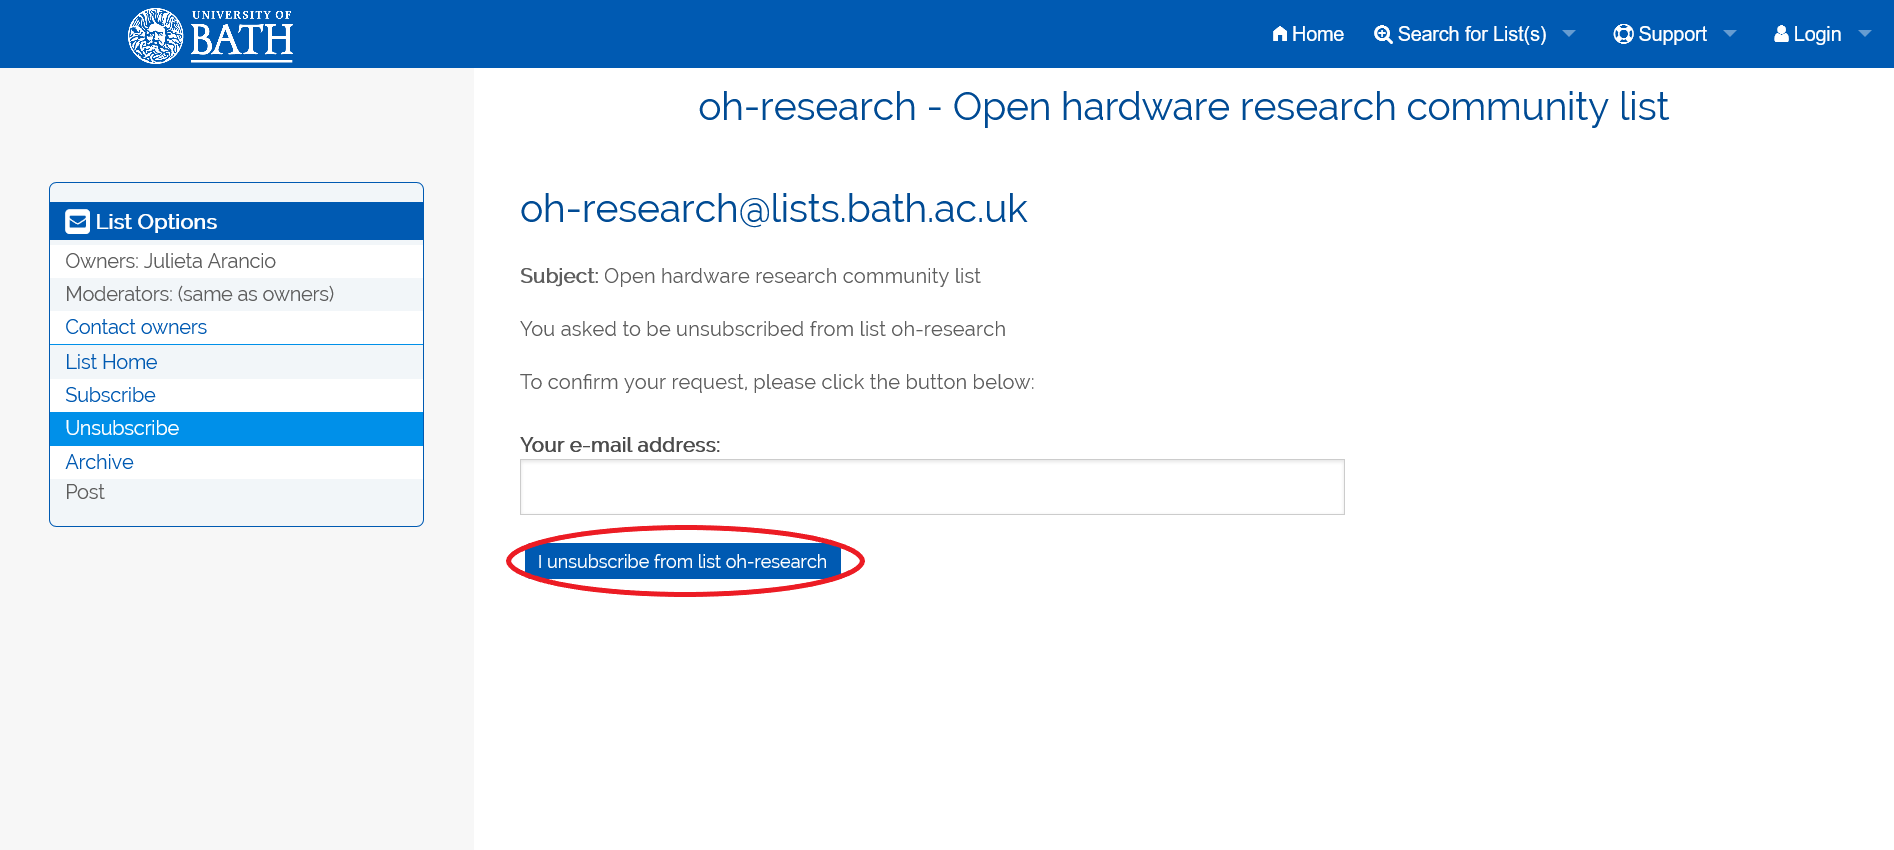 UNIVERSITY OF
BATH
Home
Search for List(s)
Support
Login
oh-research - Open hardware research community list
List Options
Owners: Julieta Arancio
Moderators: (same as owners)
Contact owners
List Home
Subscribe
Unsubscribe
Archive
Post
oh-research@lists.bath.ac.uk
Subject: Open hardware research community list
You asked to be unsubscribed from list oh-research
To confirm your request, please click the button below:
Your e-mail address:
I unsubscribe from list oh-research